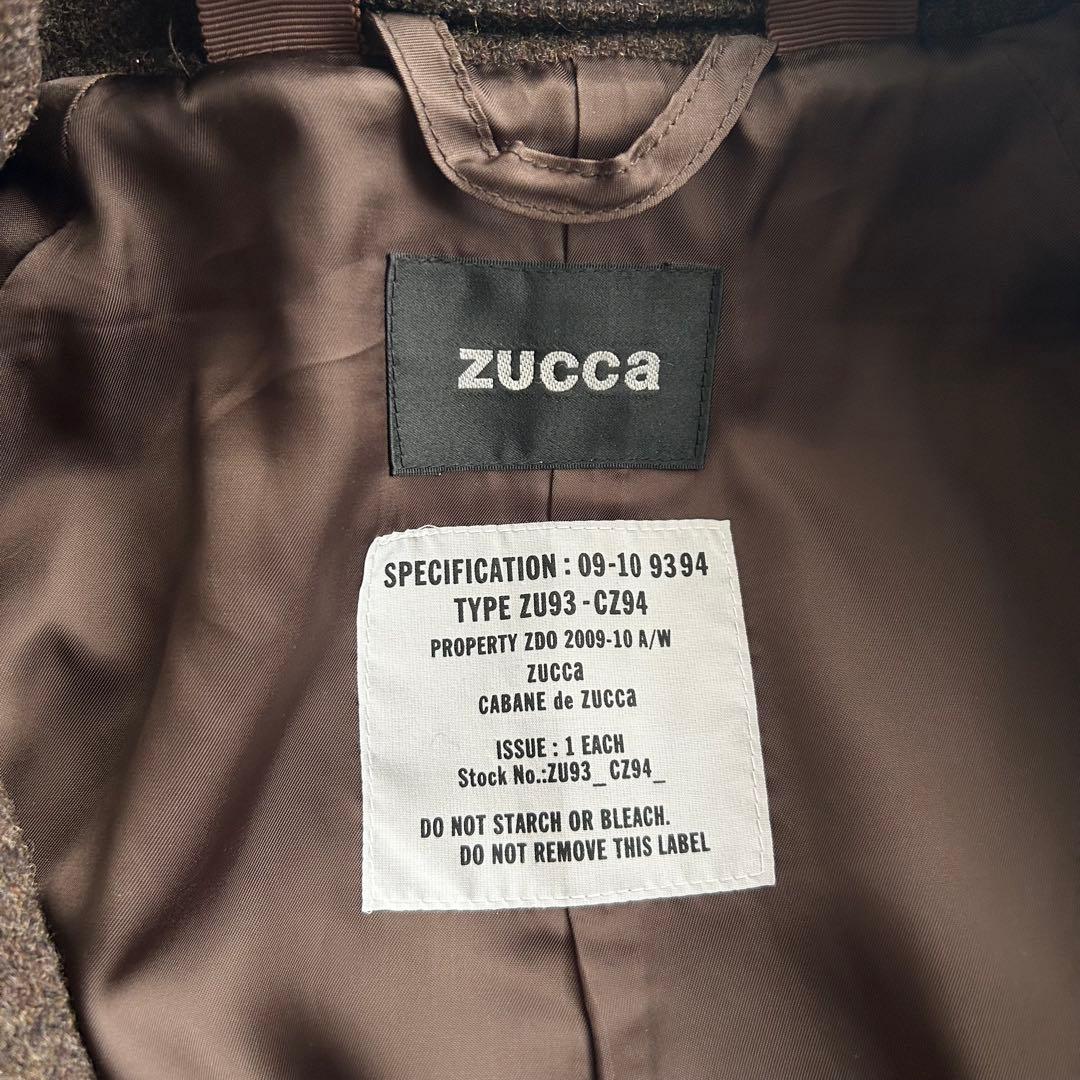 zucca
SPECIFICATION : 09-10 9394
TYPE ZU93 -CZ94
PROPERTY ZDO 2009-10 A/W
zucca
CABANE de zucca
ISSUE : 1 EACH
Stock No.:ZU93_CZ94_
DO NOT STARCH OR BLEACH.
DO NOT REMOVE THIS LABEL